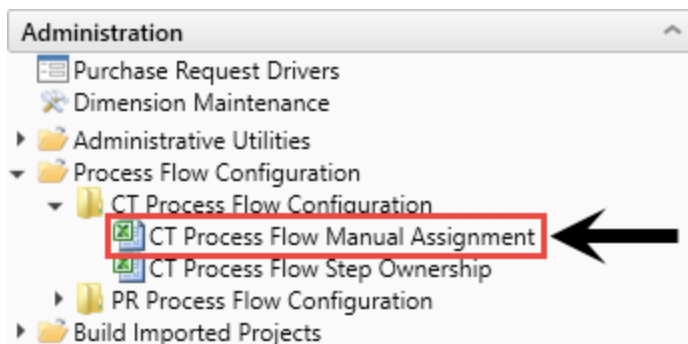 Administration
Purchase Request Drivers
Dimension Maintenance
Administrative Utilities
Process Flow Configuration
CT Process Flow Configuration
CT Process Flow Manual Assignment
CT Process Flow Step Ownership
PR Process Flow Configuration
Build Imported Projects